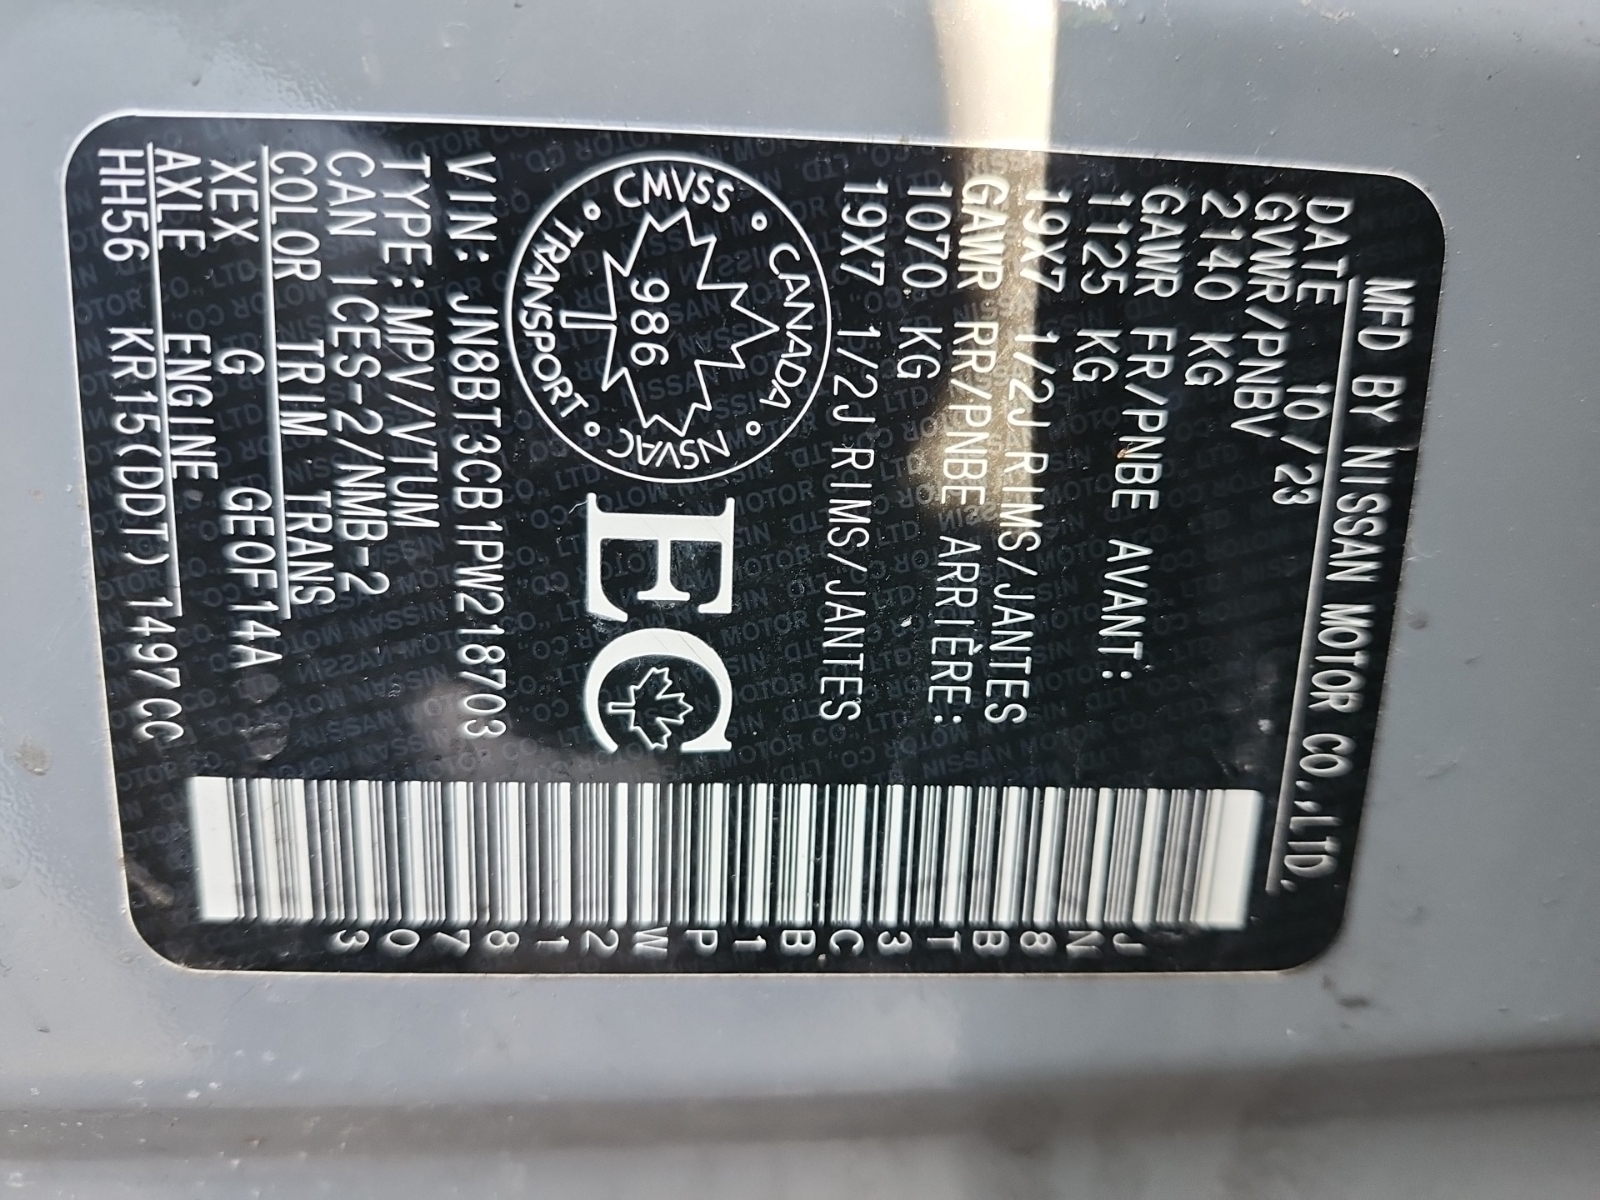 MFD BY NISSAN MOTOR CO.,LTD.
DATE 10/23
GVWR/PNBV
2140 KG
GAWR FR/PNBE AVANT:
1125 KG
19X7 1/2J RIMS/JANTES
GAWR RR/PNBE ARRIÈRE:
1070 KG
19X7 1/2J RIMS/JANTES
CANADA
CMVSS
NSVAC
TRANSPORT
986
EC
VIN: JN8BT3CB1PW218703
TYPE:MPV/VTUM
CAN ICES-2/NMB-2
COLOR TRIM TRANS
XEX G GEOF14A
AXLE ENGINE
HH56 KR15(DDT) 1497CC
JN8BT3CB1PW218703